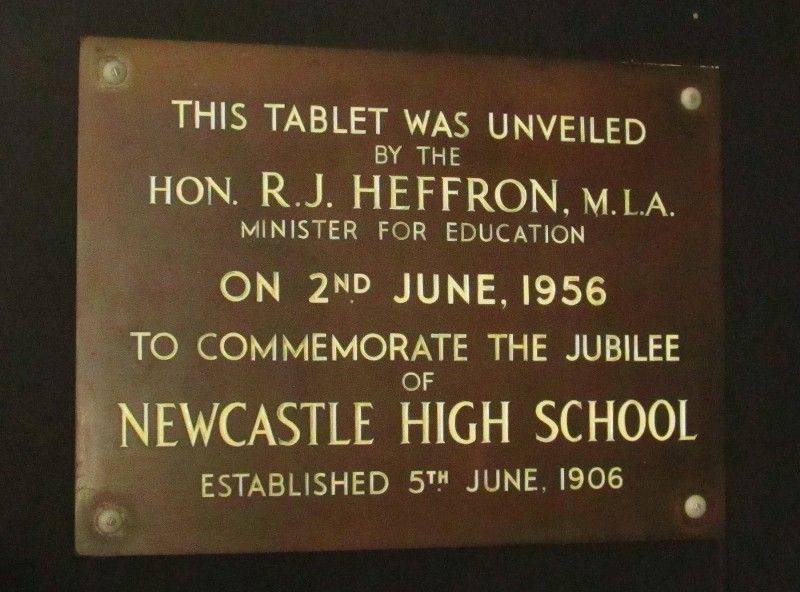 THIS TABLET WAS UNVEILED
BY THE
HON. R.J. HEFFRON, M.L.A.
MINISTER FOR EDUCATION
ON 2ND JUNE, 1956
TO COMMEMORATE THE JUBILEE
OF
NEWCASTLE HIGH SCHOOL
ESTABLISHED 5TH JUNE, 1906